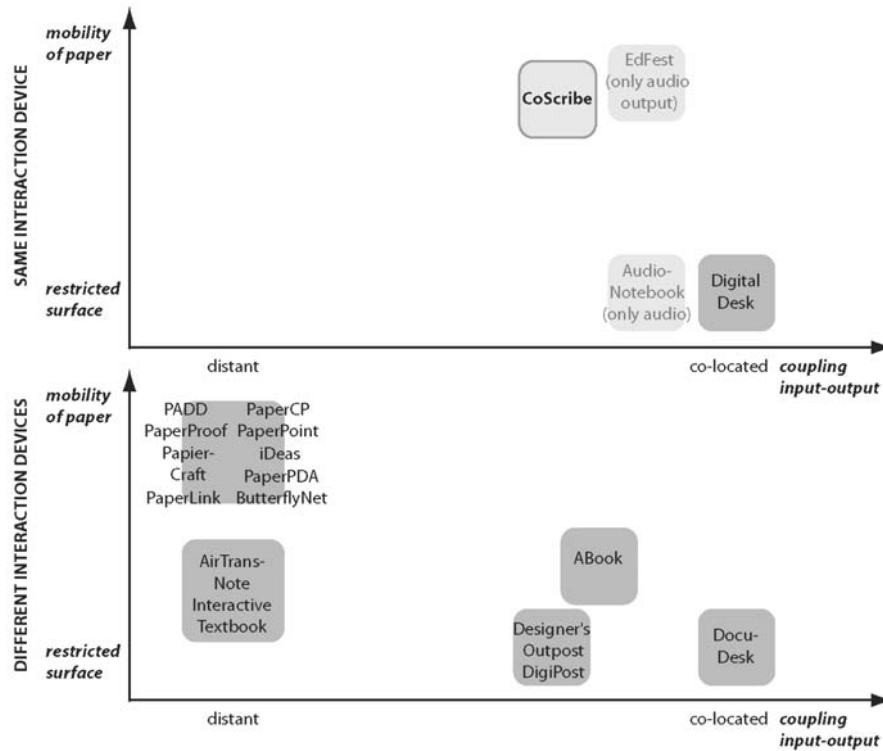 SAME INTERACTION DEVICE
mobility
of paper
EdFest
(only audio
output)
CoScribe
restricted
surface
Audio-
Notebook
(only audio)
Digital
Desk
distant
co-located
coupling
input-output
DIFFERENT INTERACTION DEVICES
mobility
of paper
PADD PaperCP
PaperProof PaperPoint
Papier- iDeas
Craft PaperPDA
PaperLink ButterflyNet
AirTrans-
Note
Interactive
Textbook
ABook
Designer's
Outpost
DigiPost
Docu-
Desk
restricted
surface
distant
co-located
coupling
input-output